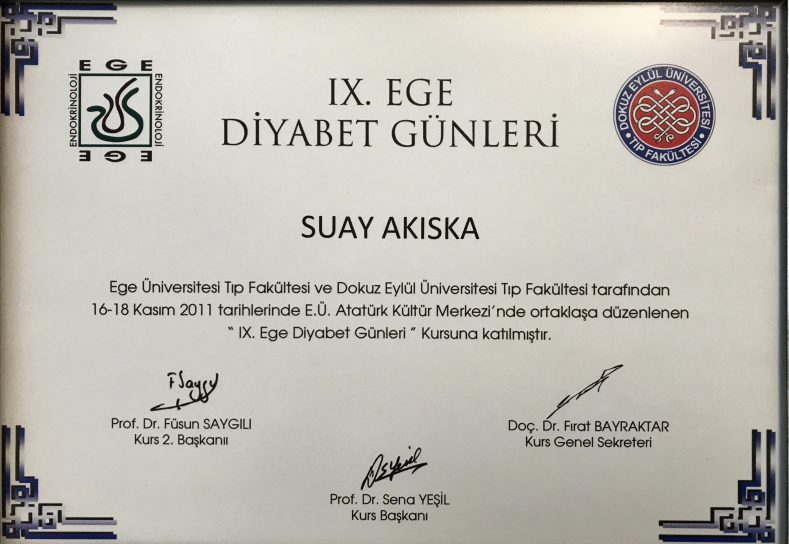 EGE
ENDOKRİNOLOJİ
ENDOKRİNOLOJİ
EGE
IX. EGE
DİYABET GÜNLERİ
DOKUZ EYLÜL ÜNİVERSİTESİ
TIP FAKÜLTESİ
SUAY AKISKA
Ege Üniversitesi Tıp Fakültesi ve Dokuz Eylül Üniversitesi Tıp Fakültesi tarafından
16-18 Kasım 2011 tarihlerinde E.Ü. Atatürk Kültür Merkezi'nde ortaklaşa düzenlenen
“ IX. Ege Diyabet Günleri ” Kursuna katılmıştır.
FSaygı
Prof. Dr. Füsun SAYGILI
Kurs 2. Başkanıı
Doç. Dr. Fırat BAYRAKTAR
Kurs Genel Sekreteri
Prof. Dr. Sena YEŞİL
Kurs Başkanı